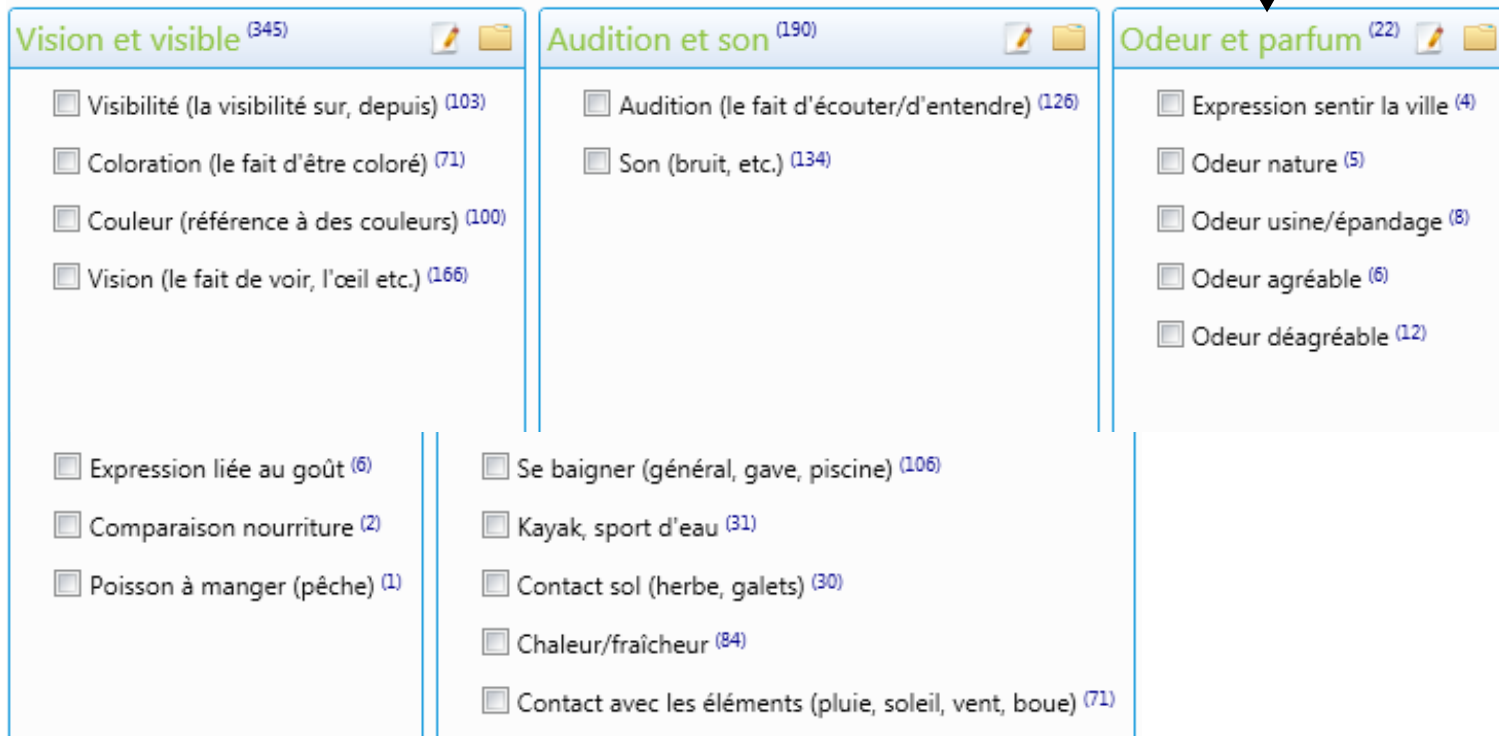 Vision et visible (345)
Visibilité (la visibilité sur, depuis) (103)
Coloration (le fait d'être coloré) (71)
Couleur (référence à des couleurs) (100)
Vision (le fait de voir, l'œil etc.) (166)
Audition et son (190)
Audition (le fait d'écouter/d'entendre) (126)
Son (bruit, etc.) (134)
Odeur et parfum (22)
Expression sentir la ville (4)
Odeur nature (5)
Odeur usine/épandage (8)
Odeur agréable (6)
Odeur déagréable (12)
Expression liée au goût (6)
Comparaison nourriture (2)
Poisson à manger (pêche) (1)
Se baigner (général, gave, piscine) (106)
Kayak, sport d'eau (31)
Contact sol (herbe, galets) (30)
Chaleur/fraîcheur (84)
Contact avec les éléments (pluie, soleil, vent, boue) (71)